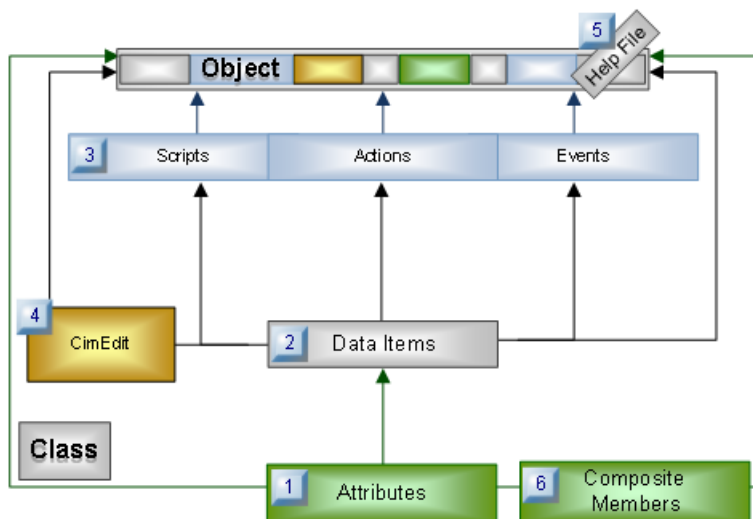 5
Help File
Object
3
Scripts
Actions
Events
4
CimEdit
2
Data Items
Class
1
Attributes
6
Composite
Members